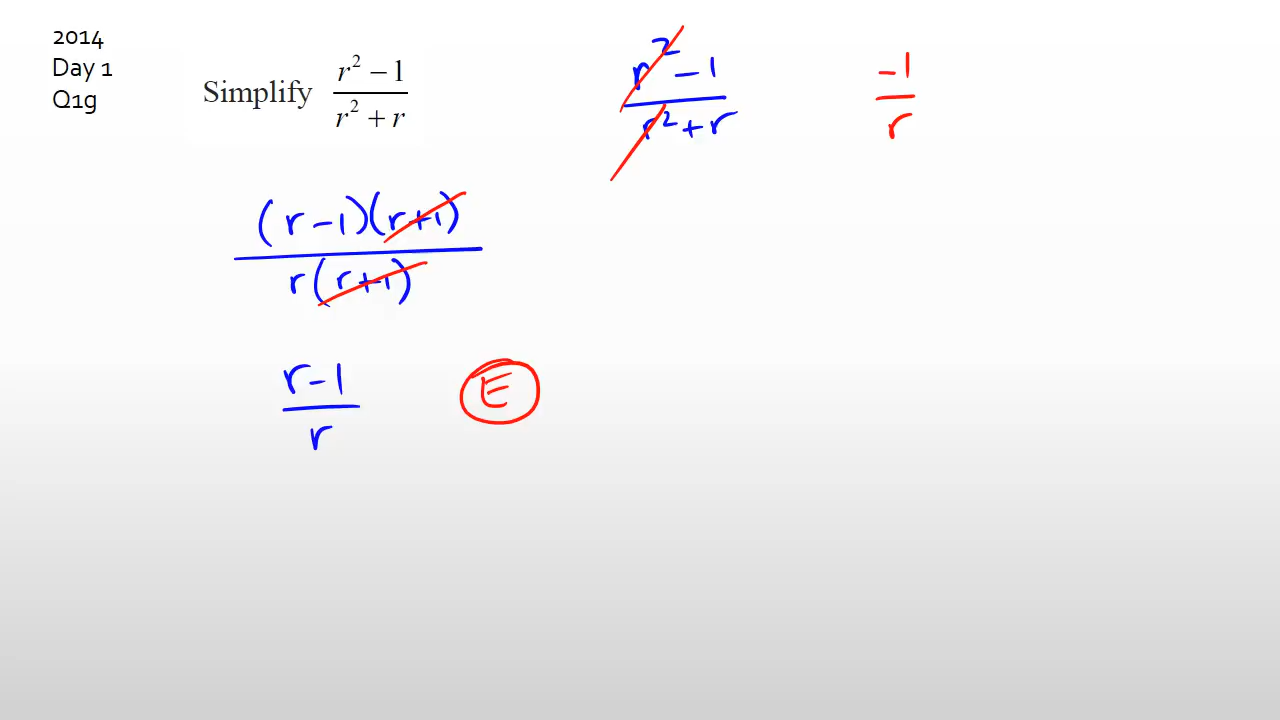 2014
Day 1
Q1g
Simplify (r² − 1)/(r² + r)
r² − 1
r² + r
−1
r
(r − 1)(r + 1)
r(r + 1)
r − 1
r
E